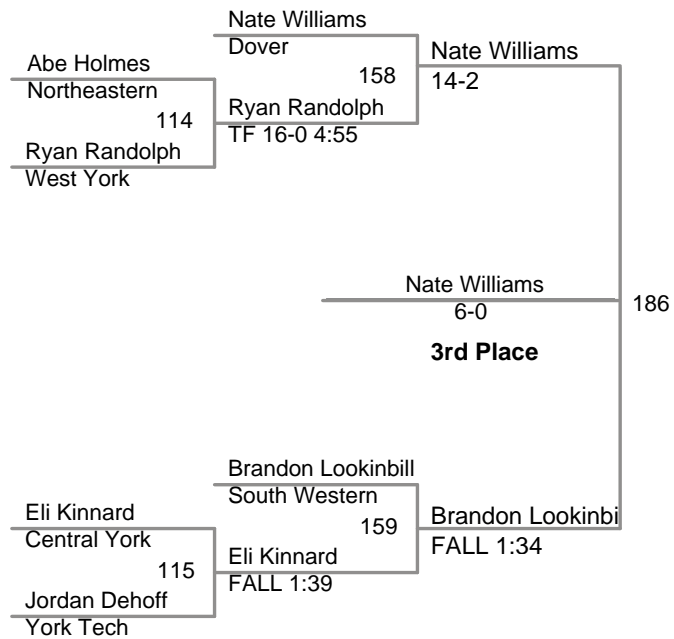 Nate Williams
Dover
Nate Williams
Abe Holmes
158
14-2
Northeastern
Ryan Randolph
114
TF 16-0 4:55
Ryan Randolph
West York
Nate Williams
186
6-0
3rd Place
Brandon Lookinbill
South Western
Eli Kinnard
Brandon Lookinbi
159
Central York
FALL 1:34
Eli Kinnard
115
FALL 1:39
Jordan Dehoff
York Tech